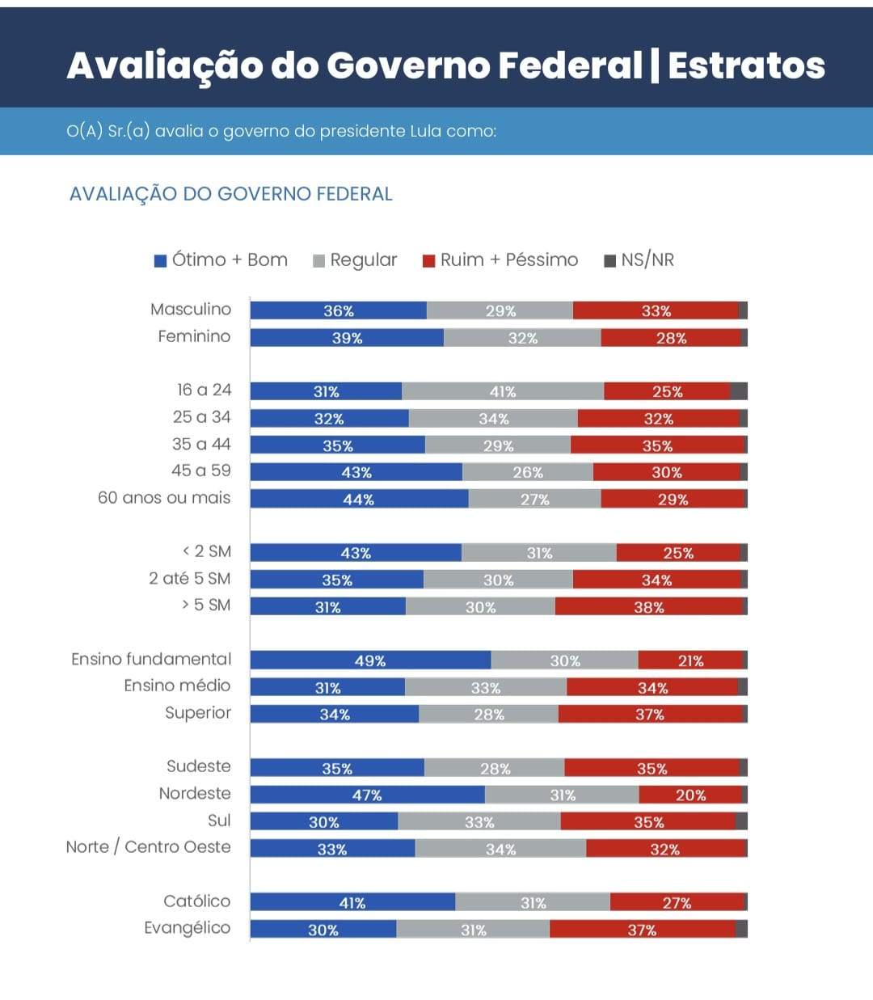 Avaliação do Governo Federal | Estratos
O(A) Sr.(a) avalia o governo do presidente Lula como:
AVALIAÇÃO DO GOVERNO FEDERAL
Ótimo + Bom Regular Ruim + Péssimo NS/NR
Masculino 36% 29% 33%
Feminino 39% 32% 28%
16 a 24 31% 41% 25%
25 a 34 32% 34% 32%
35 a 44 35% 29% 35%
45 a 59 43% 26% 30%
60 anos ou mais 44% 27% 29%
< 2 SM 43% 31% 25%
2 até 5 SM 35% 30% 34%
> 5 SM 31% 30% 38%
Ensino fundamental 49% 30% 21%
Ensino médio 31% 33% 34%
Superior 34% 28% 37%
Sudeste 35% 28% 35%
Nordeste 47% 31% 20%
Sul 30% 33% 35%
Norte / Centro Oeste 33% 34% 32%
Católico 41% 31% 27%
Evangélico 30% 31% 37%